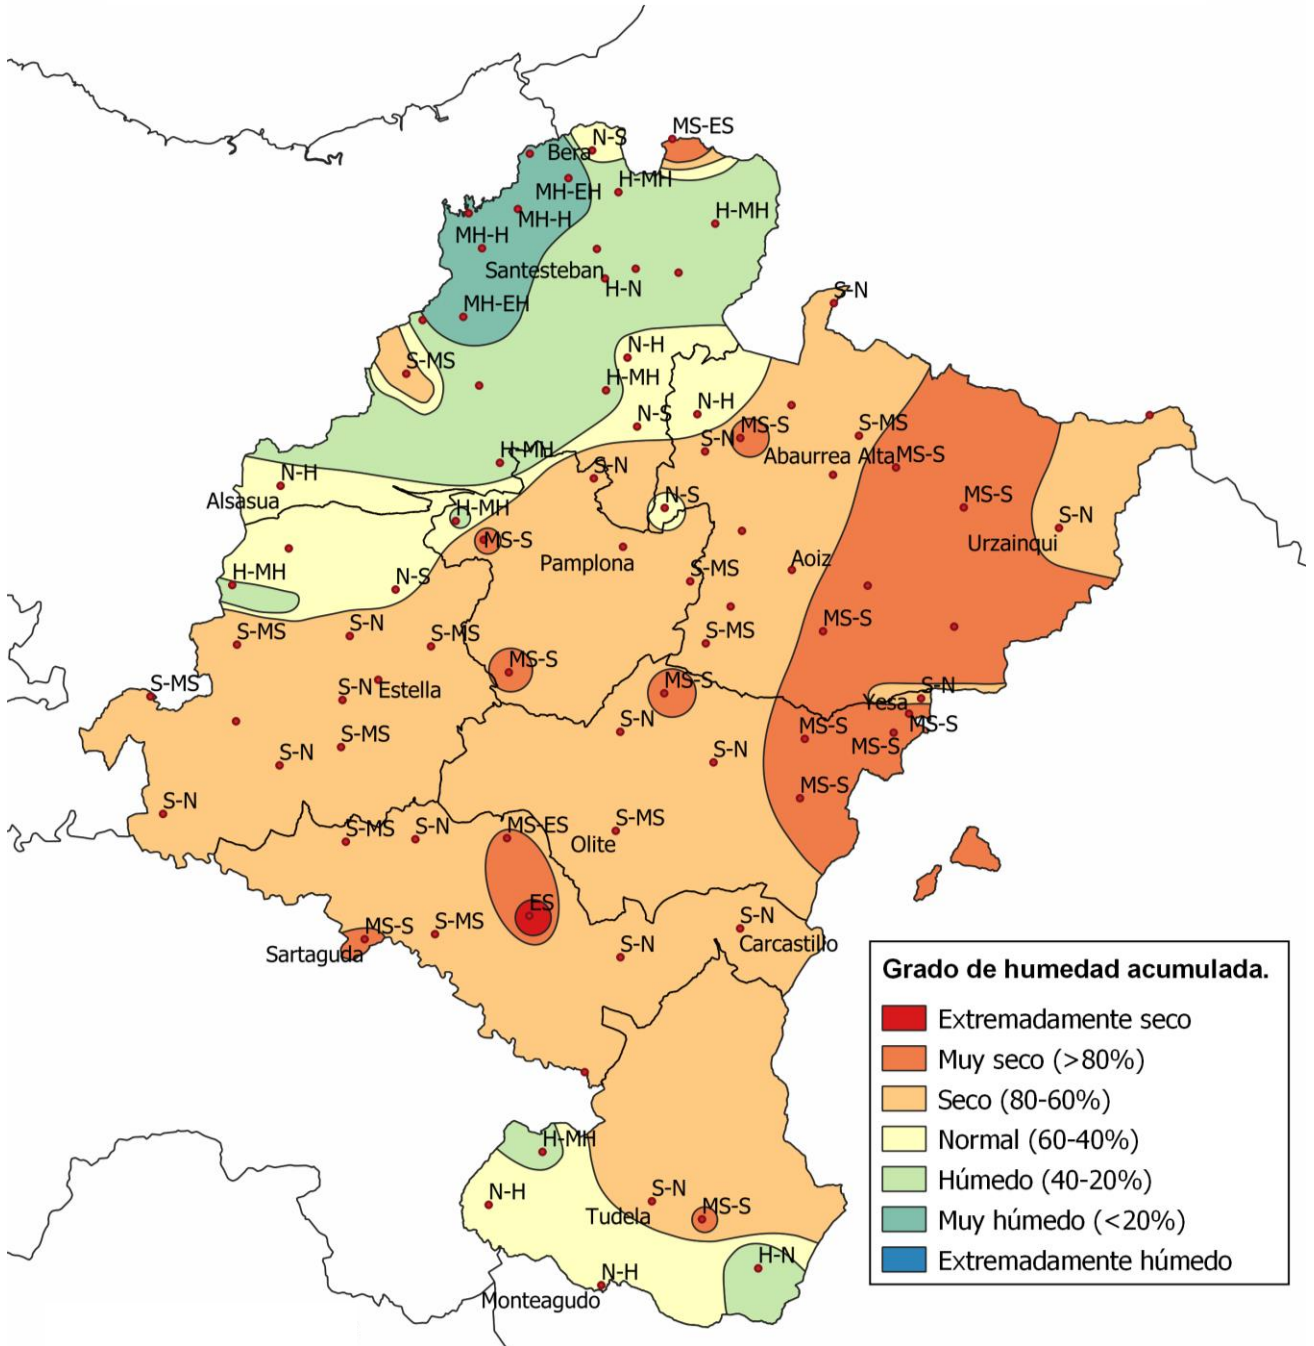 MS-ES
N-S
Bera
MH-EH
H-MH
MH-H
H-MH
MH-H
Santesteban
H-N
S-N
MH-EH
N-H
S-MS
H-MH
N-H
N-S
MS-S
S-MS
S-N
Abaurrea Alta
MS-S
H-MH
S-N
N-H
Alsasua
MS-S
N-S
H-MH
S-N
MS-S
Urzainqui
Pamplona
Aoiz
H-MH
N-S
S-MS
S-MS
S-N
S-MS
S-MS
MS-S
MS-S
S-MS
S-N
Estella
MS-S
S-N
Yesa
S-N
MS-S
S-MS
MS-S
MS-S
S-N
S-N
MS-S
S-N
S-MS
S-N
MS-ES
S-MS
Olite
ES
MS-S
S-MS
S-N
Sartaguda
S-N
Carcastillo
H-MH
N-H
S-N
Tudela
MS-S
H-N
N-H
Monteagudo
Grado de humedad acumulada.
Extremadamente seco
Muy seco (>80%)
Seco (80-60%)
Normal (60-40%)
Húmedo (40-20%)
Muy húmedo (<20%)
Extremadamente húmedo